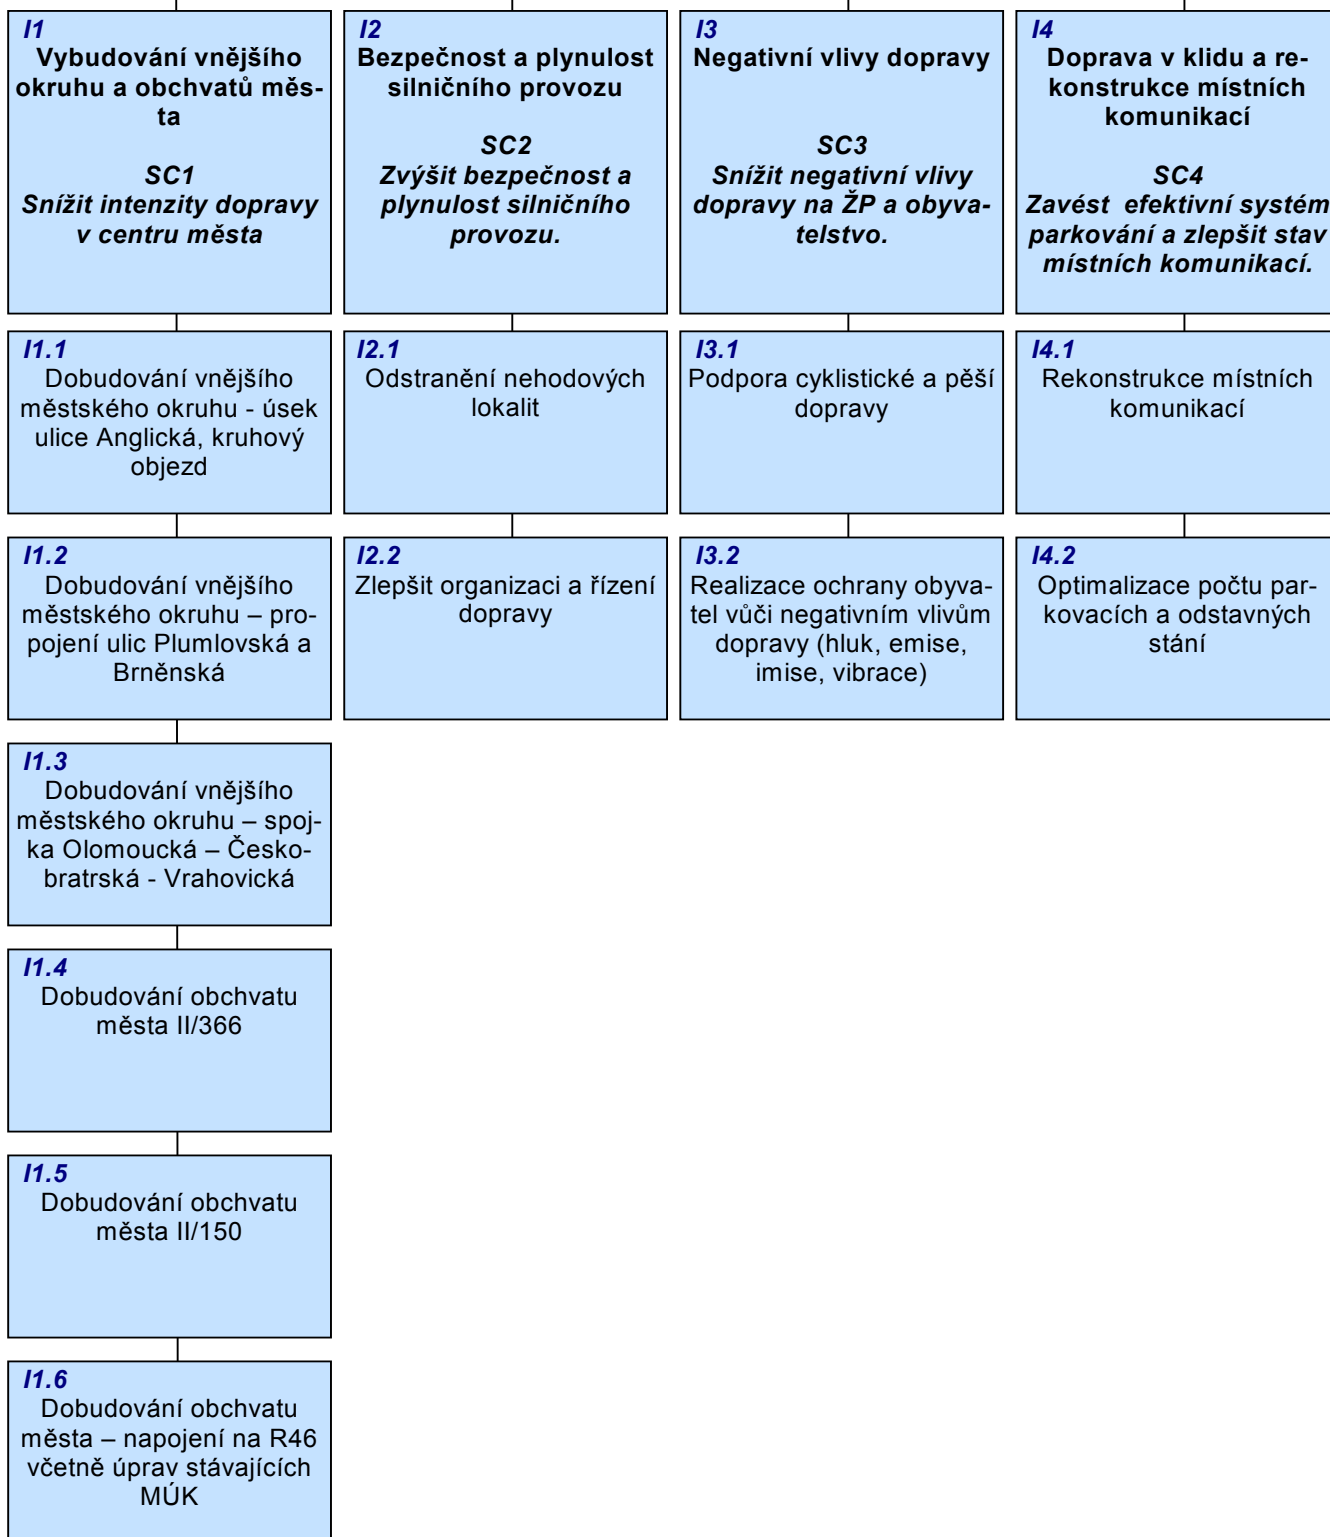 I1
Vybudování vnějšího
okruhu a obchvatů měs-
ta
SC1
Snížit intenzity dopravy
v centru města
I2
Bezpečnost a plynulost
silničního provozu
SC2
Zvýšit bezpečnost a
plynulost silničního
provozu.
I3
Negativní vlivy dopravy
SC3
Snížit negativní vlivy
dopravy na ŽP a obyva-
telstvo.
I4
Doprava v klidu a re-
konstrukce místních
komunikací
SC4
Zavést  efektivní systém
parkování a zlepšit stav
místních komunikací.
I1.1
Dobudování vnějšího
městského okruhu - úsek
ulice Anglická, kruhový
objezd
I2.1
Odstranění nehodových
lokalit
I3.1
Podpora cyklistické a pěší
dopravy
I4.1
Rekonstrukce místních
komunikací
I1.2
Dobudování vnějšího
městského okruhu – pro-
pojení ulic Plumlovská a
Brněnská
I2.2
Zlepšit organizaci a řízení
dopravy
I3.2
Realizace ochrany obyva-
tel vůči negativním vlivům
dopravy (hluk, emise,
imise, vibrace)
I4.2
Optimalizace počtu par-
kovacích a odstavných
stání
I1.3
Dobudování vnějšího
městského okruhu – spoj-
ka Olomoucká – Česko-
bratrská - Vrahovická
I1.4
Dobudování obchvatu
města II/366
I1.5
Dobudování obchvatu
města II/150
I1.6
Dobudování obchvatu
města – napojení na R46
včetně úprav stávajících
MÚK